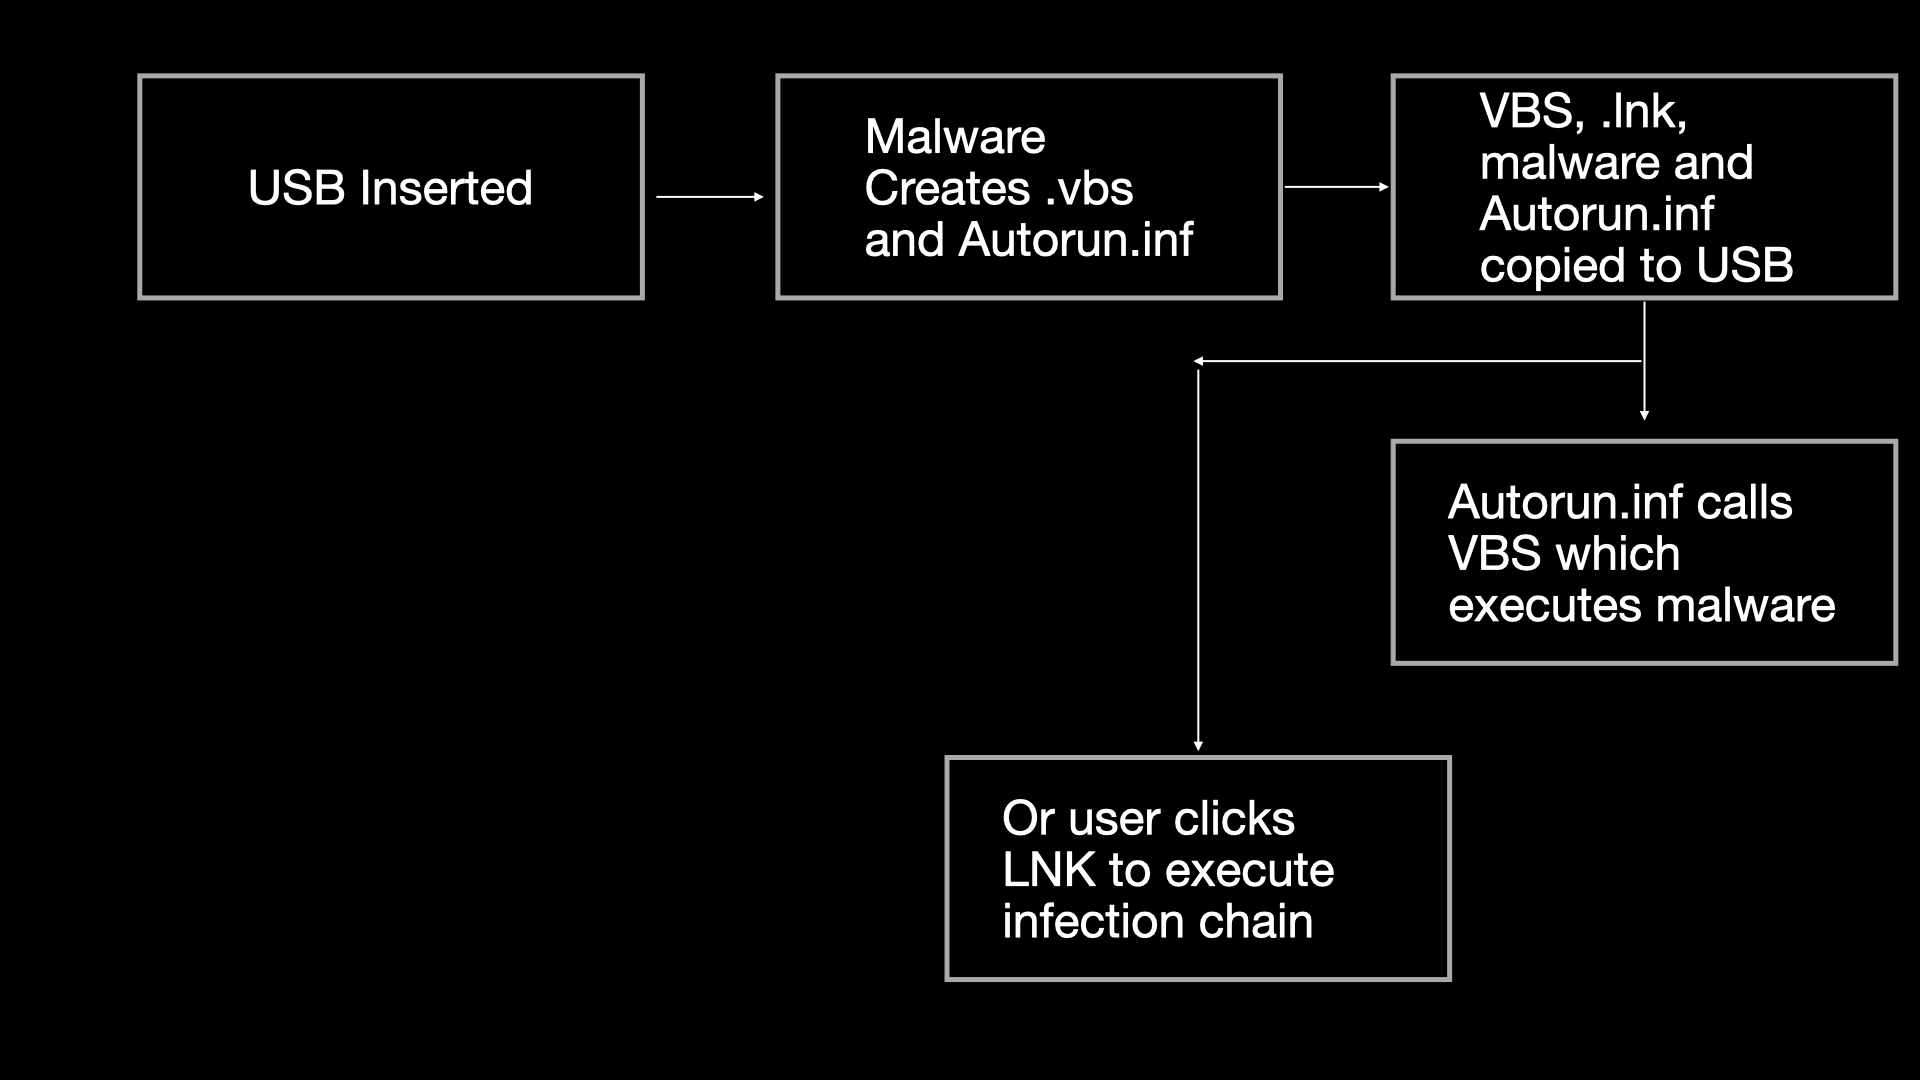 USB Inserted
Malware
Creates .vbs
and Autorun.inf
VBS, .lnk,
malware and
Autorun.inf
copied to USB
Autorun.inf calls
VBS which
executes malware
Or user clicks
LNK to execute
infection chain